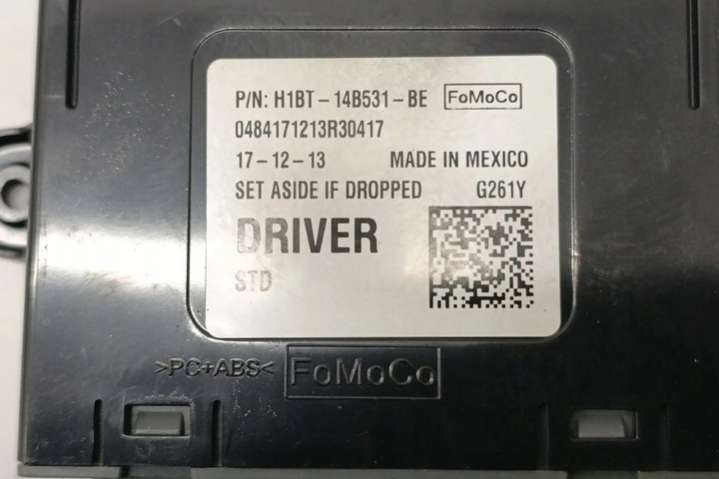 P/N: H1BT-14B531-BE FoMoCo
0484171213R30417
17-12-13 MADE IN MEXICO
SET ASIDE IF DROPPED G261Y
DRIVER
STD
>PC+ABS< FoMoCo